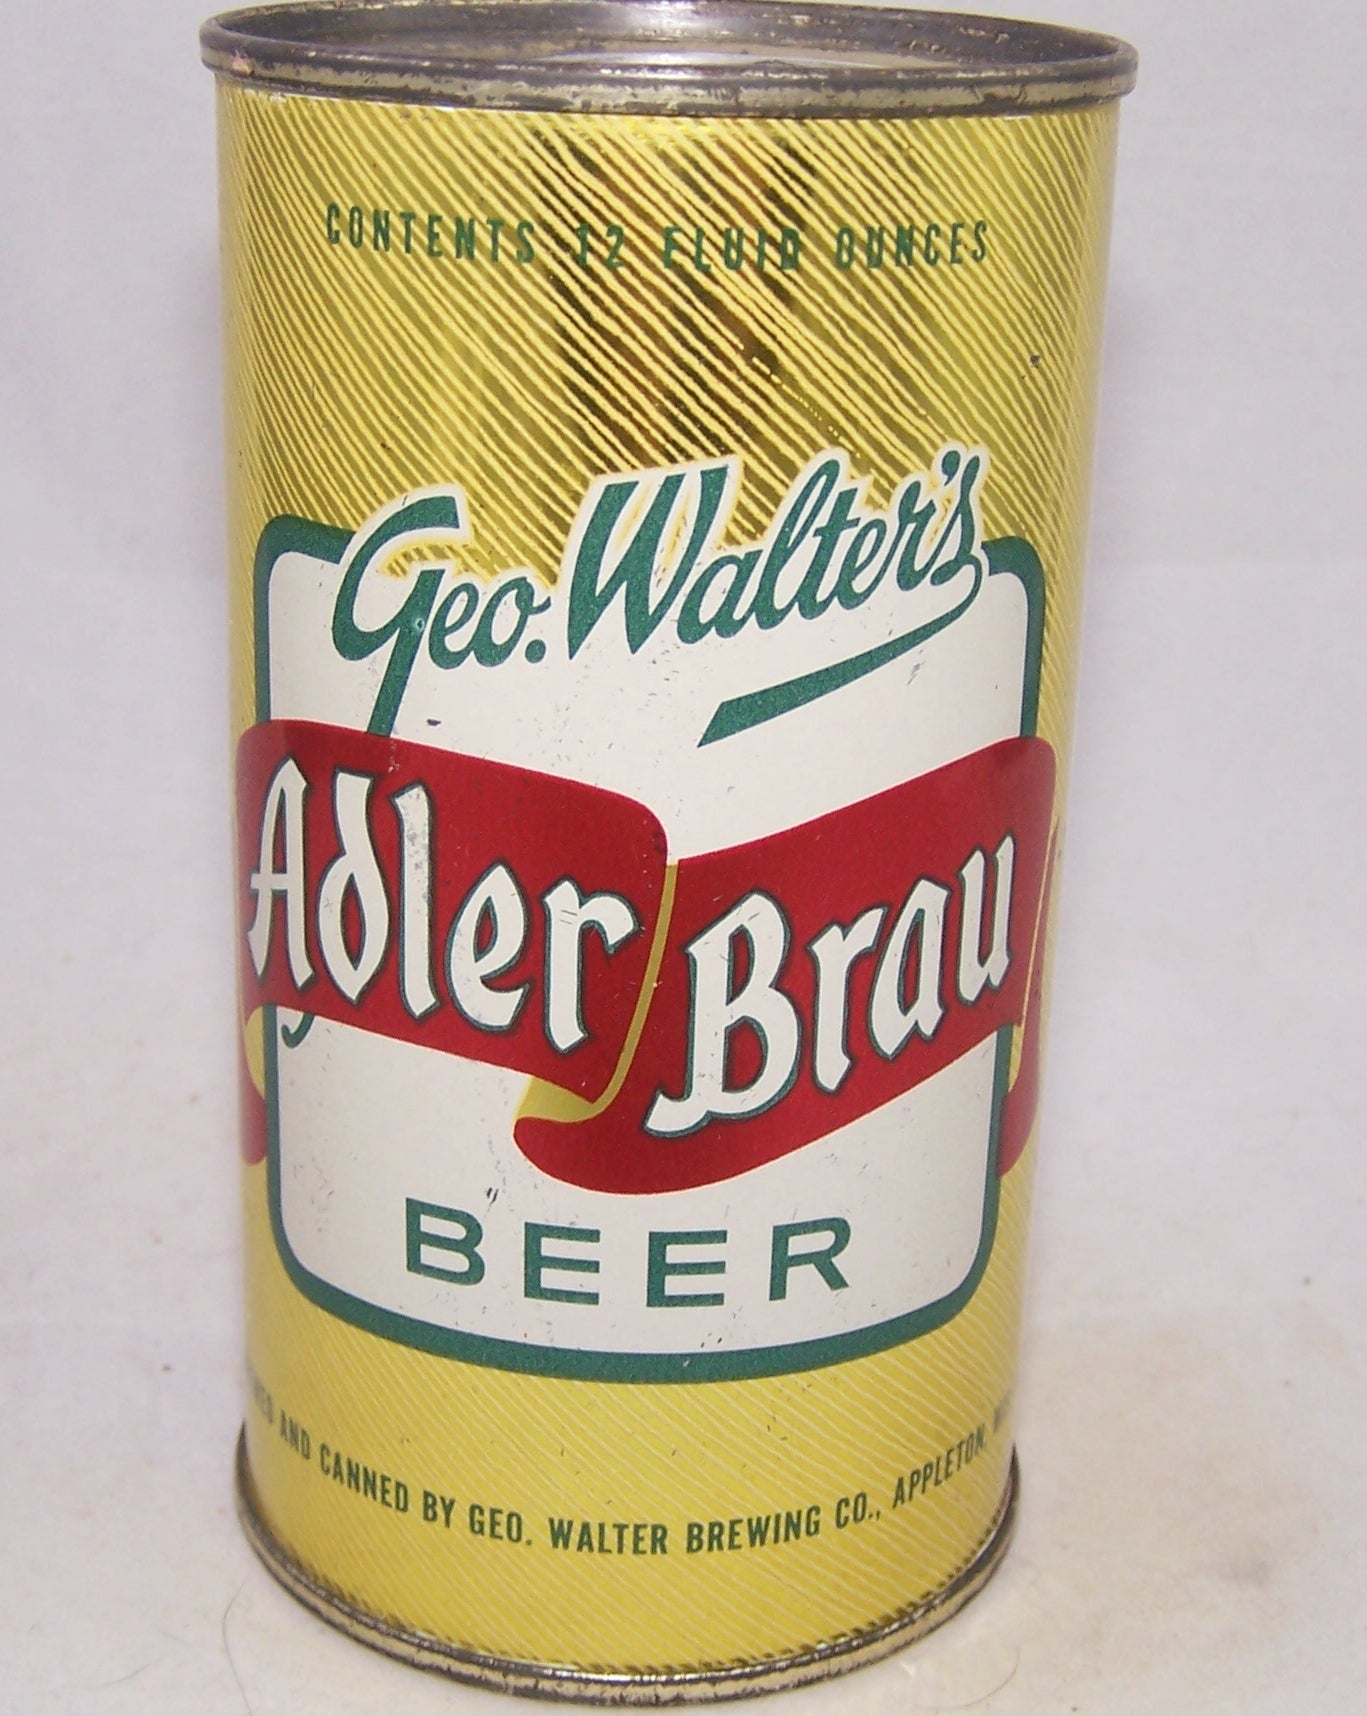 CONTENTS 12 FLUID OUNCES
Geo. Walter's
Adler Brau
BEER
AND CANNED BY GEO. WALTER BREWING CO., APPLETON,